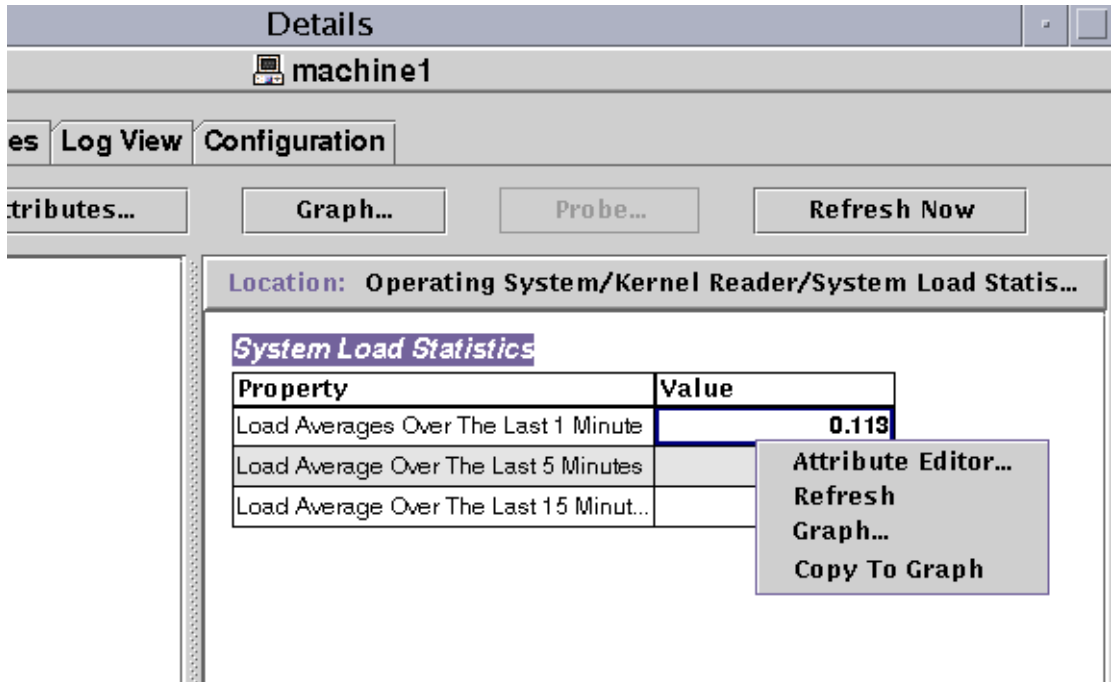 Details
machine1
es Log View Configuration
ttributes... Graph... Probe... Refresh Now
Location: Operating System/Kernel Reader/System Load Statis...
System Load Statistics
Property Value
Load Averages Over The Last 1 Minute 0.113
Load Average Over The Last 5 Minutes
Load Average Over The Last 15 Minut...
Attribute Editor...
Refresh
Graph...
Copy To Graph